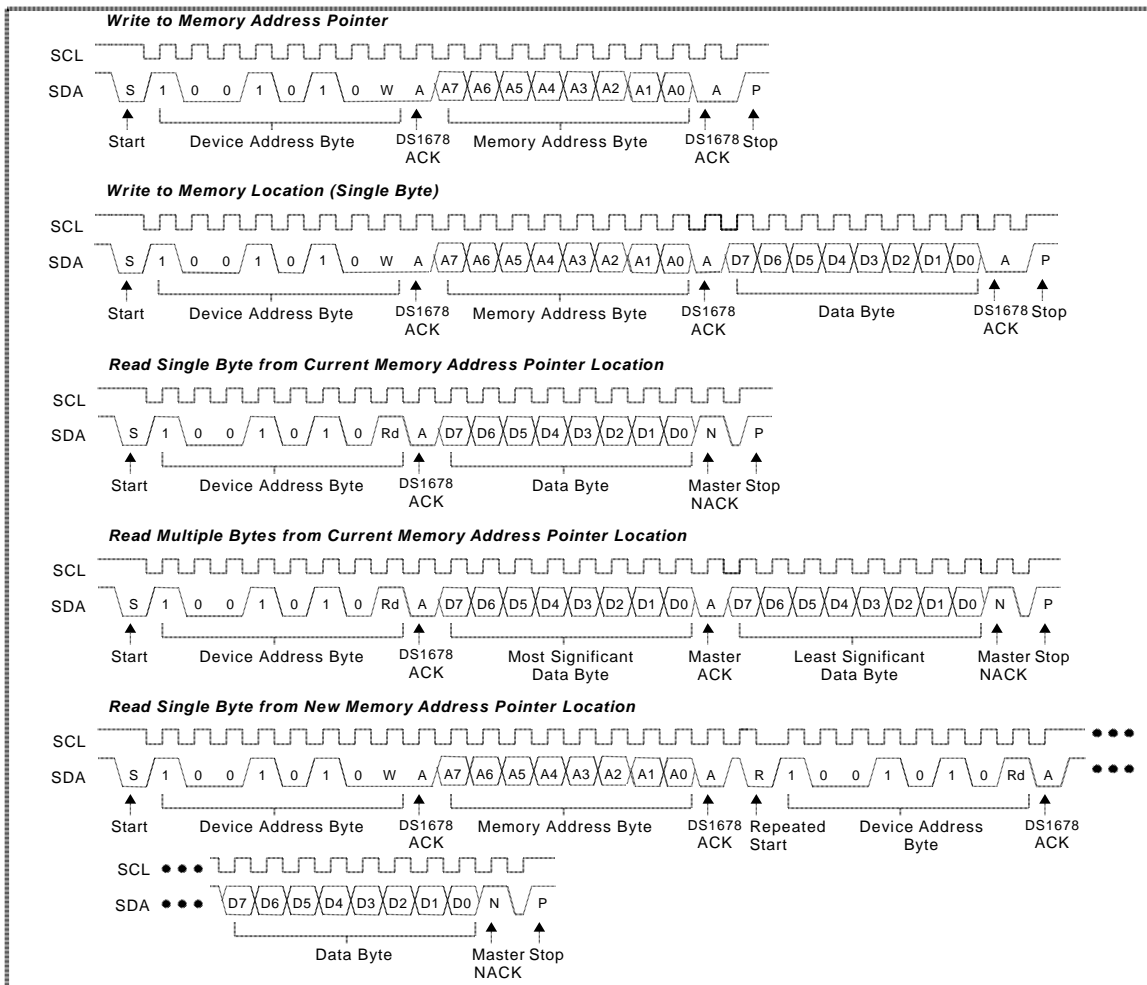 Write to Memory Address Pointer
SCL
SDA S 1 0 0 1 0 1 0 W A A7 A6 A5 A4 A3 A2 A1 A0 A P
Start Device Address Byte DS1678 ACK Memory Address Byte DS1678 ACK Stop
Write to Memory Location (Single Byte)
SCL
SDA S 1 0 0 1 0 1 0 W A A7 A6 A5 A4 A3 A2 A1 A0 A D7 D6 D5 D4 D3 D2 D1 D0 A P
Start Device Address Byte DS1678 ACK Memory Address Byte DS1678 ACK Data Byte DS1678 ACK Stop
Read Single Byte from Current Memory Address Pointer Location
SCL
SDA S 1 0 0 1 0 1 0 Rd A D7 D6 D5 D4 D3 D2 D1 D0 N P
Start Device Address Byte DS1678 ACK Data Byte Master NACK Stop
Read Multiple Bytes from Current Memory Address Pointer Location
SCL
SDA S 1 0 0 1 0 1 0 Rd A D7 D6 D5 D4 D3 D2 D1 D0 A D7 D6 D5 D4 D3 D2 D1 D0 N P
Start Device Address Byte DS1678 ACK Most Significant Data Byte Master ACK Least Significant Data Byte Master NACK Stop
Read Single Byte from New Memory Address Pointer Location
SCL
SDA S 1 0 0 1 0 1 0 W A A7 A6 A5 A4 A3 A2 A1 A0 A R 1 0 0 1 0 1 0 Rd A
Start Device Address Byte DS1678 ACK Memory Address Byte DS1678 ACK Repeated Start Device Address Byte DS1678 ACK
SCL
SDA D7 D6 D5 D4 D3 D2 D1 D0 N P
Data Byte Master NACK Stop